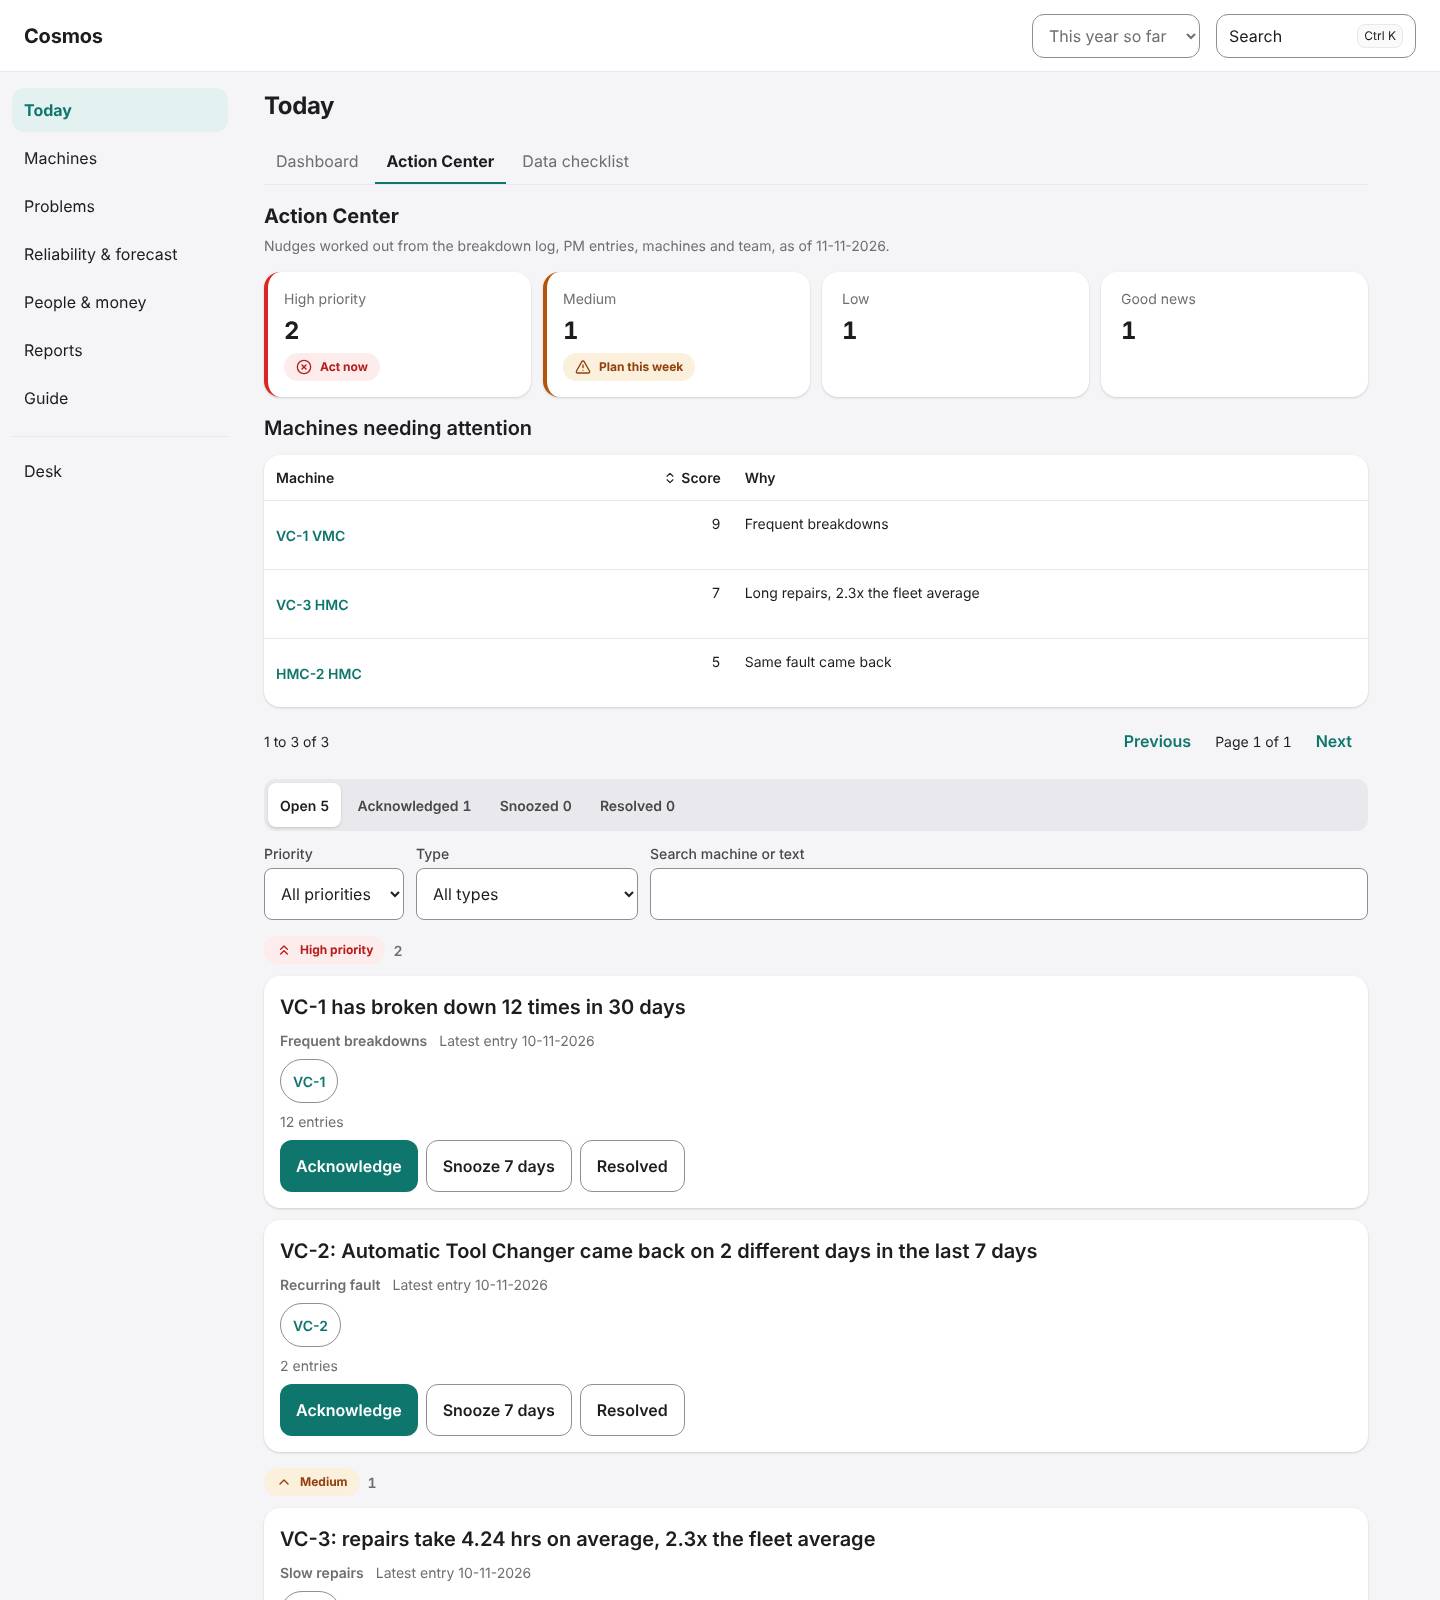 Cosmos
This year so far
Search
Ctrl K
Today
Machines
Problems
Reliability & forecast
People & money
Reports
Guide
Desk
Today
Dashboard
Action Center
Data checklist
Action Center
Nudges worked out from the breakdown log, PM entries, machines and team, as of 11-11-2026.
High priority
2
Act now
Medium
1
Plan this week
Low
1
Good news
1
Machines needing attention
Machine Score Why
VC-1 VMC 9 Frequent breakdowns
VC-3 HMC 7 Long repairs, 2.3x the fleet average
HMC-2 HMC 5 Same fault came back
1 to 3 of 3
Previous Page 1 of 1 Next
Open 5 Acknowledged 1 Snoozed 0 Resolved 0
Priority Type Search machine or text
All priorities All types
High priority 2
VC-1 has broken down 12 times in 30 days
Frequent breakdowns Latest entry 10-11-2026
VC-1
12 entries
Acknowledge Snooze 7 days Resolved
VC-2: Automatic Tool Changer came back on 2 different days in the last 7 days
Recurring fault Latest entry 10-11-2026
VC-2
2 entries
Acknowledge Snooze 7 days Resolved
Medium 1
VC-3: repairs take 4.24 hrs on average, 2.3x the fleet average
Slow repairs Latest entry 10-11-2026